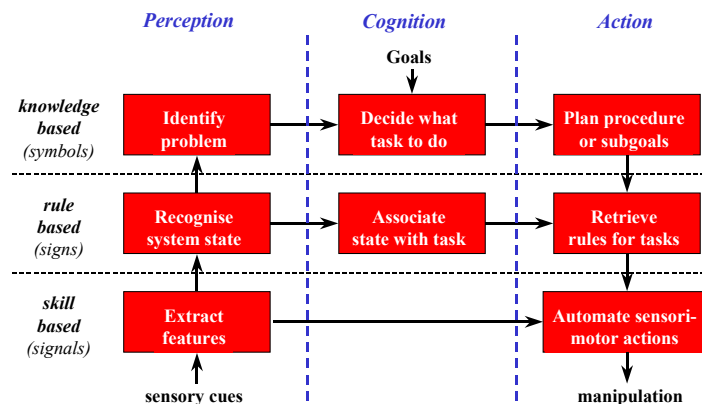 Perception
Cognition
Action
Goals
knowledge
based
(symbols)
Identify
problem
Decide what
task to do
Plan procedure
or subgoals
rule
based
(signs)
Recognise
system state
Associate
state with task
Retrieve
rules for tasks
skill
based
(signals)
Extract
features
Automate sensori-
motor actions
sensory cues
manipulation